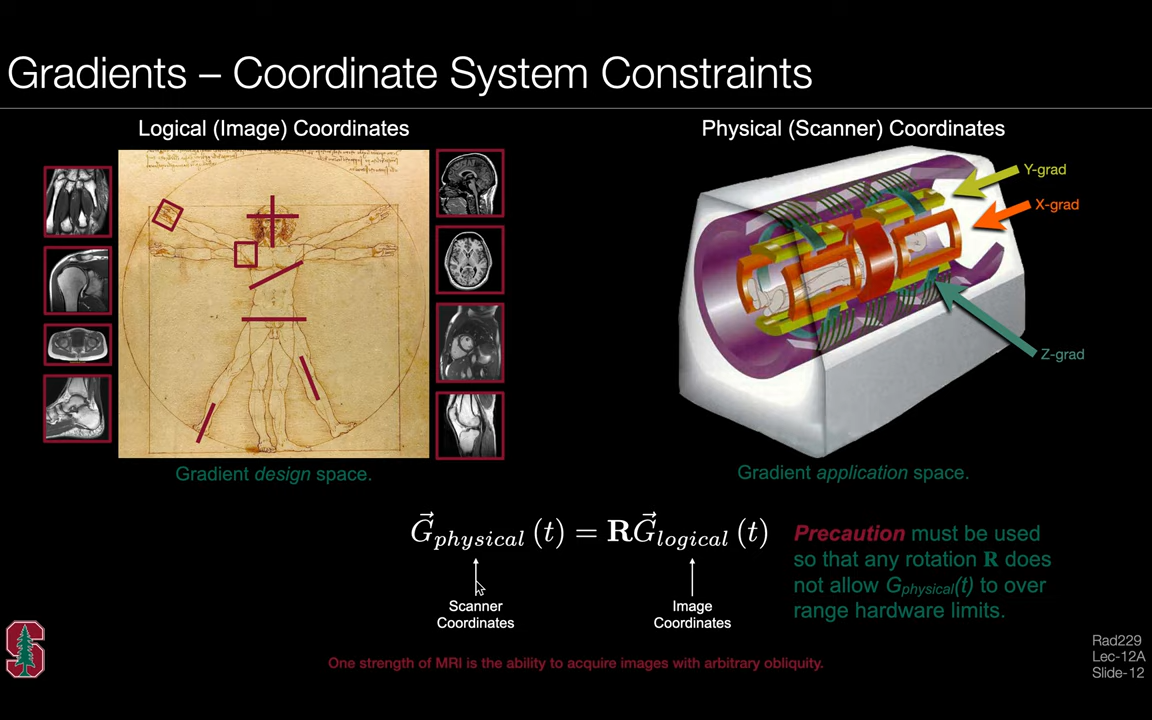 Gradients – Coordinate System Constraints
Logical (Image) Coordinates
Physical (Scanner) Coordinates
Y-grad
X-grad
Z-grad
Gradient design space.
Gradient application space.
G⃗physical (t) = RG⃗logical (t)
Scanner
Coordinates
Image
Coordinates
Precaution must be used
so that any rotation R does
not allow Gphysical(t) to over
range hardware limits.
One strength of MRI is the ability to acquire images with arbitrary obliquity.
S
Rad229
Lec-12A
Slide-12